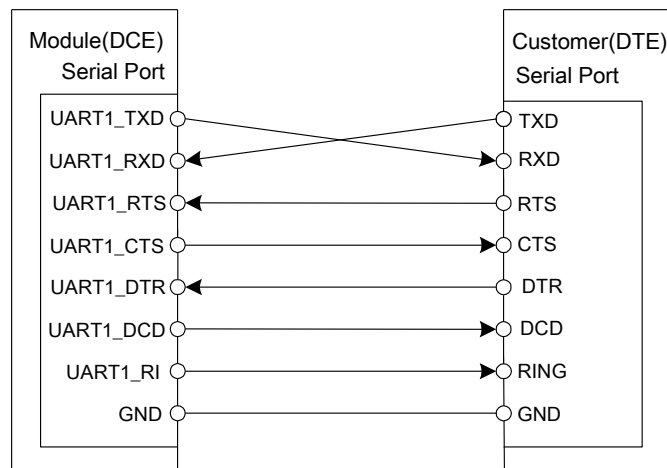 Module(DCE)
Serial Port
UART1_TXD
UART1_RXD
UART1_RTS
UART1_CTS
UART1_DTR
UART1_DCD
UART1_RI
GND
Customer(DTE)
Serial Port
TXD
RXD
RTS
CTS
DTR
DCD
RING
GND